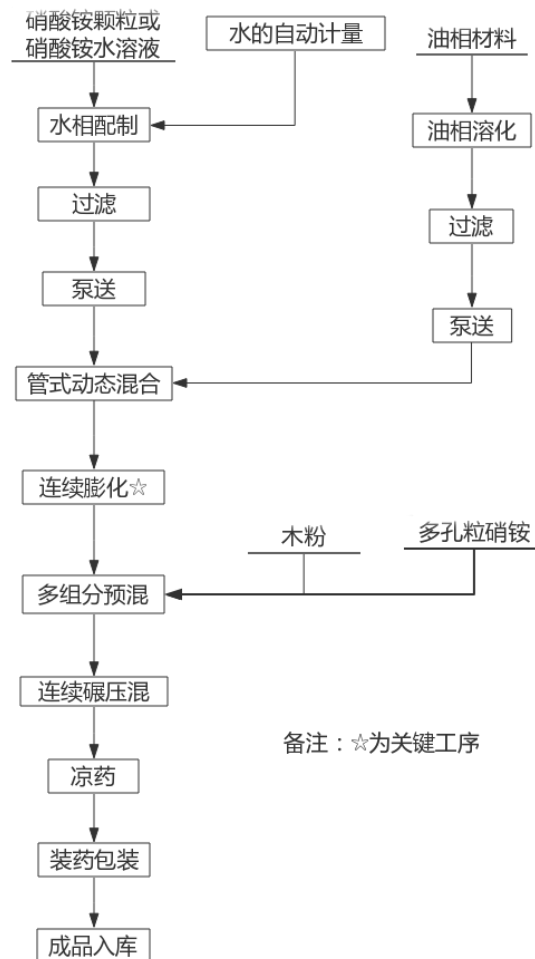 硝酸铵颗粒或
硝酸铵水溶液
水的自动计量
油相材料
水相配制
油相溶化
过滤
过滤
泵送
泵送
管式动态混合
连续膨化☆
木粉
多孔粒硝铵
多组分预混
连续碾压混
备注：☆为关键工序
凉药
装药包装
成品入库